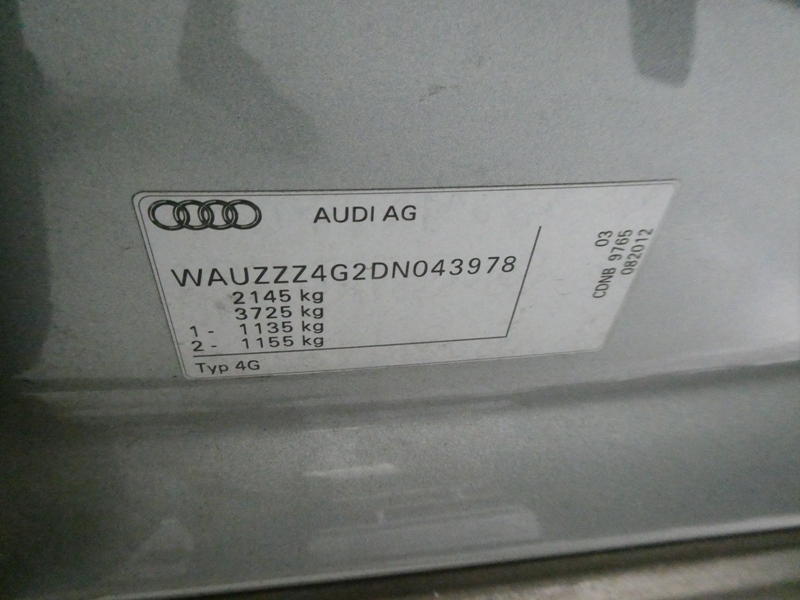 AUDI AG
WAUZZZ4G2DN043978
2145 kg
3725 kg
1 - 1135 kg
2 - 1155 kg
Typ 4G
03
CDNB 9765
082012